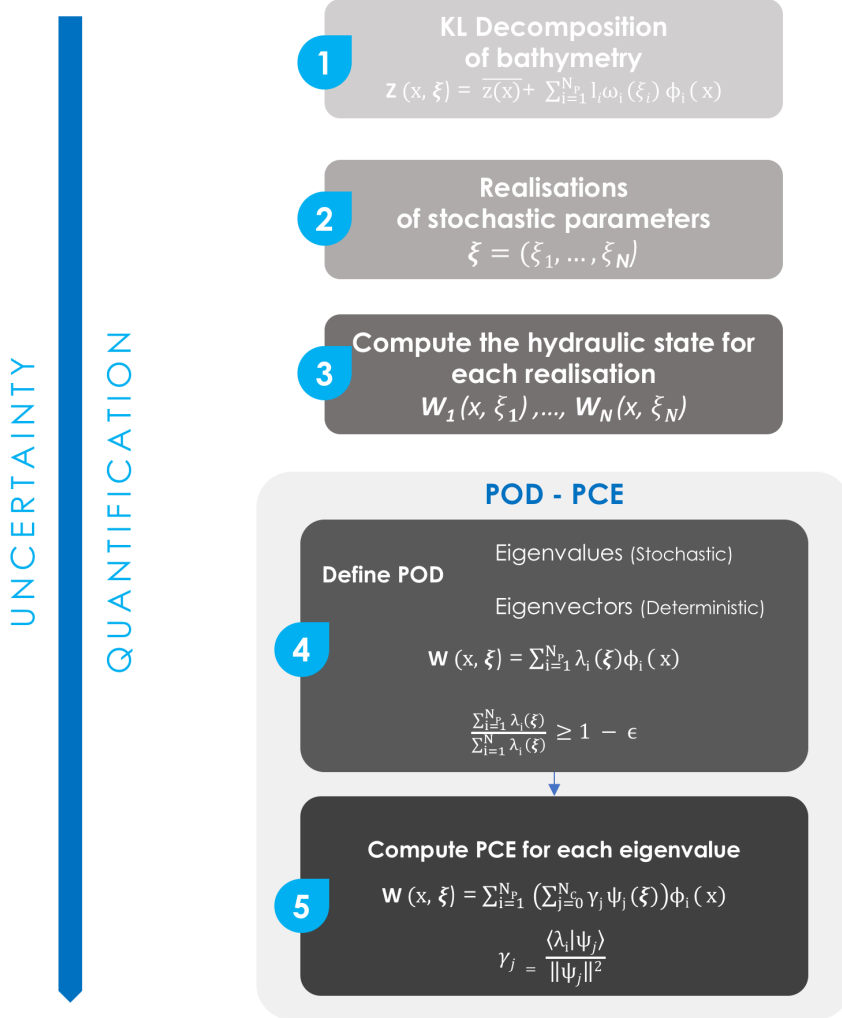 UNCERTAINTY
QUANTIFICATION
1
KL Decomposition
of bathymetry
Z (x, ξ) = \overline{z(x)} + ∑_{i=1}^{N_P} l_i ω_i (ξ_i) ϕ_i ( x)
2
Realisations
of stochastic parameters
ξ = (ξ_1, … , ξ_N)
3
Compute the hydraulic state for
each realisation
W_1(x, ξ_1) ,..., W_N(x, ξ_N)
POD - PCE
4
Define POD
Eigenvalues (Stochastic)
Eigenvectors (Deterministic)
W (x, ξ) = ∑_{i=1}^{N_P} λ_i (ξ)ϕ_i ( x)
\frac{∑_{i=1}^{N_P} λ_i(ξ)}{∑_{i=1}^{N} λ_i(ξ)} ≥ 1 − ϵ
5
Compute PCE for each eigenvalue
W (x, ξ) = ∑_{i=1}^{N_P} (∑_{j=0}^{N_C} γ_j ψ_j (ξ))ϕ_i ( x)
γ_j = \frac{⟨λ_i|ψ_j⟩}{‖ψ_j‖^2}